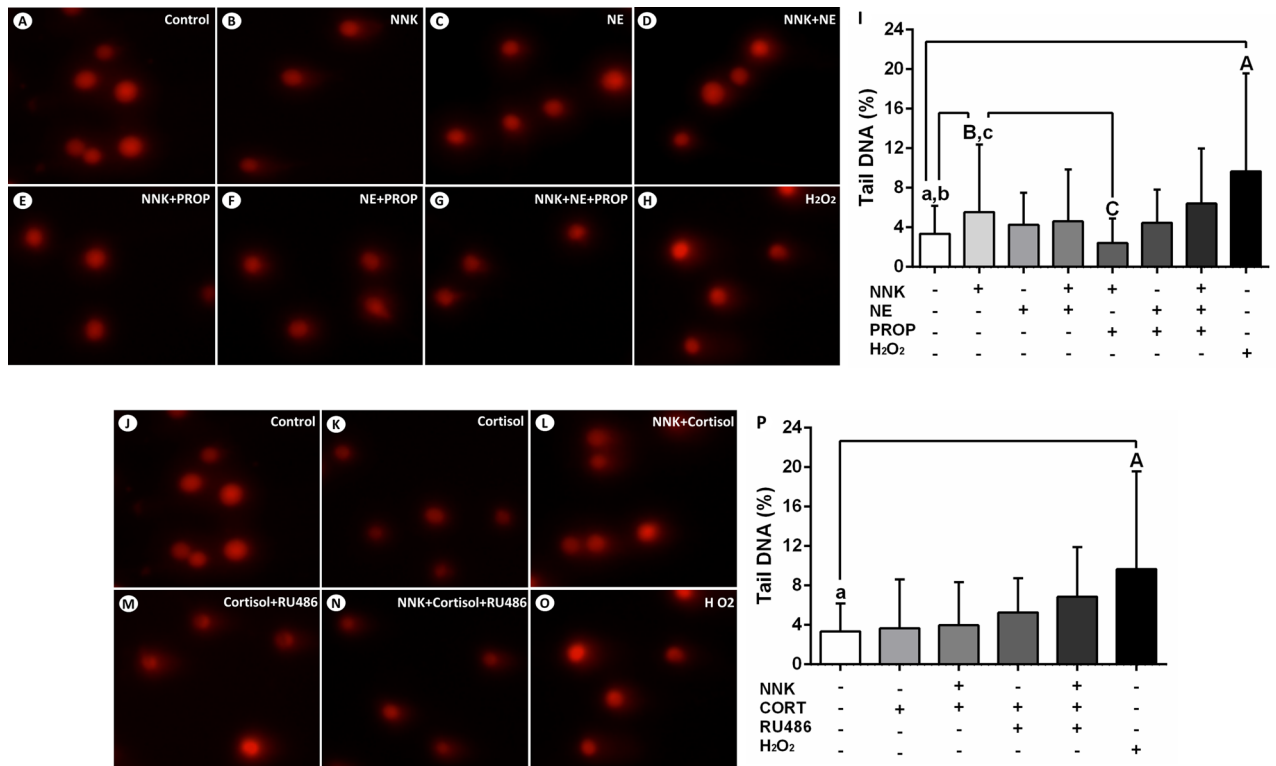 A Control
B NNK
C NE
D NNK+NE
E NNK+PROP
F NE+PROP
G NNK+NE+PROP
H H₂O₂
I
Tail DNA (%)
24
20
16
12
8
4
0
a,b
B,c
C
A
NNK - + - + + - + -
NE - - + + - + + -
PROP - - - - + + + -
H₂O₂ - - - - - - - +
J Control
K Cortisol
L NNK+Cortisol
M Cortisol+RU486
N NNK+Cortisol+RU486
O H O2
P
Tail DNA (%)
24
20
16
12
8
4
0
a
A
NNK - - + - + -
CORT - + + + + -
RU486 - - - + + -
H₂O₂ - - - - - +